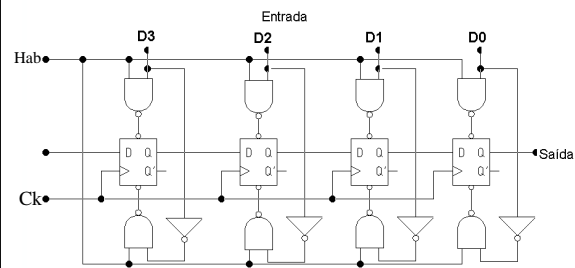 Entrada
D3 D2 D1 D0
Hab
D Q D Q D Q D Q
Saída
Q' Q' Q' Q'
Ck